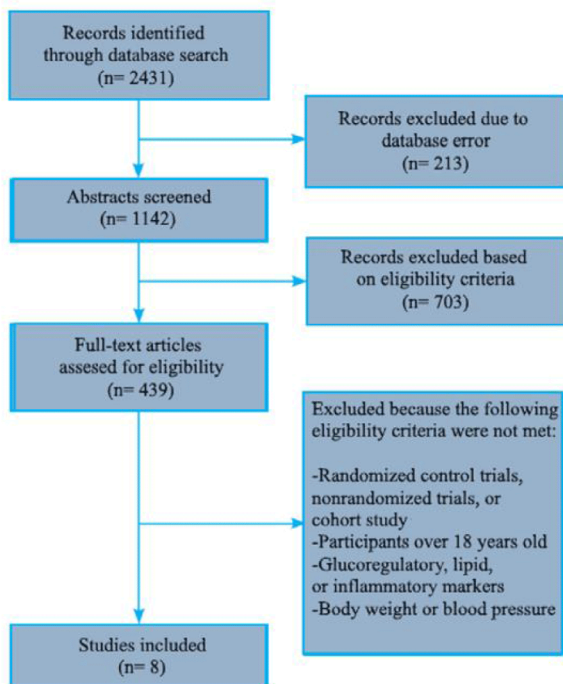 Records identified
through database search
(n= 2431)
Records excluded due to
database error
(n= 213)
Abstracts screened
(n= 1142)
Records excluded based
on eligibility criteria
(n= 703)
Full-text articles
assesed for eligibility
(n= 439)
Excluded because the following
eligibility criteria were not met:
-Randomized control trials,
nonrandomized trials, or
cohort study
-Participants over 18 years old
-Glucoregulatory, lipid,
or inflammatory markers
-Body weight or blood pressure
Studies included
(n= 8)